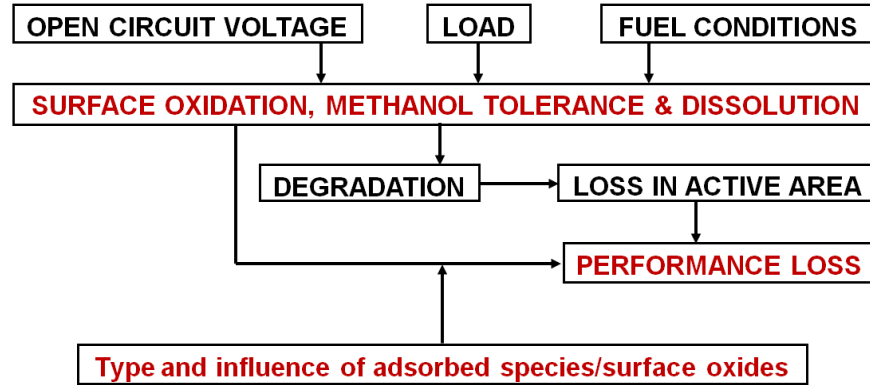 OPEN CIRCUIT VOLTAGE
LOAD
FUEL CONDITIONS
SURFACE OXIDATION, METHANOL TOLERANCE & DISSOLUTION
DEGRADATION
LOSS IN ACTIVE AREA
PERFORMANCE LOSS
Type and influence of adsorbed species/surface oxides